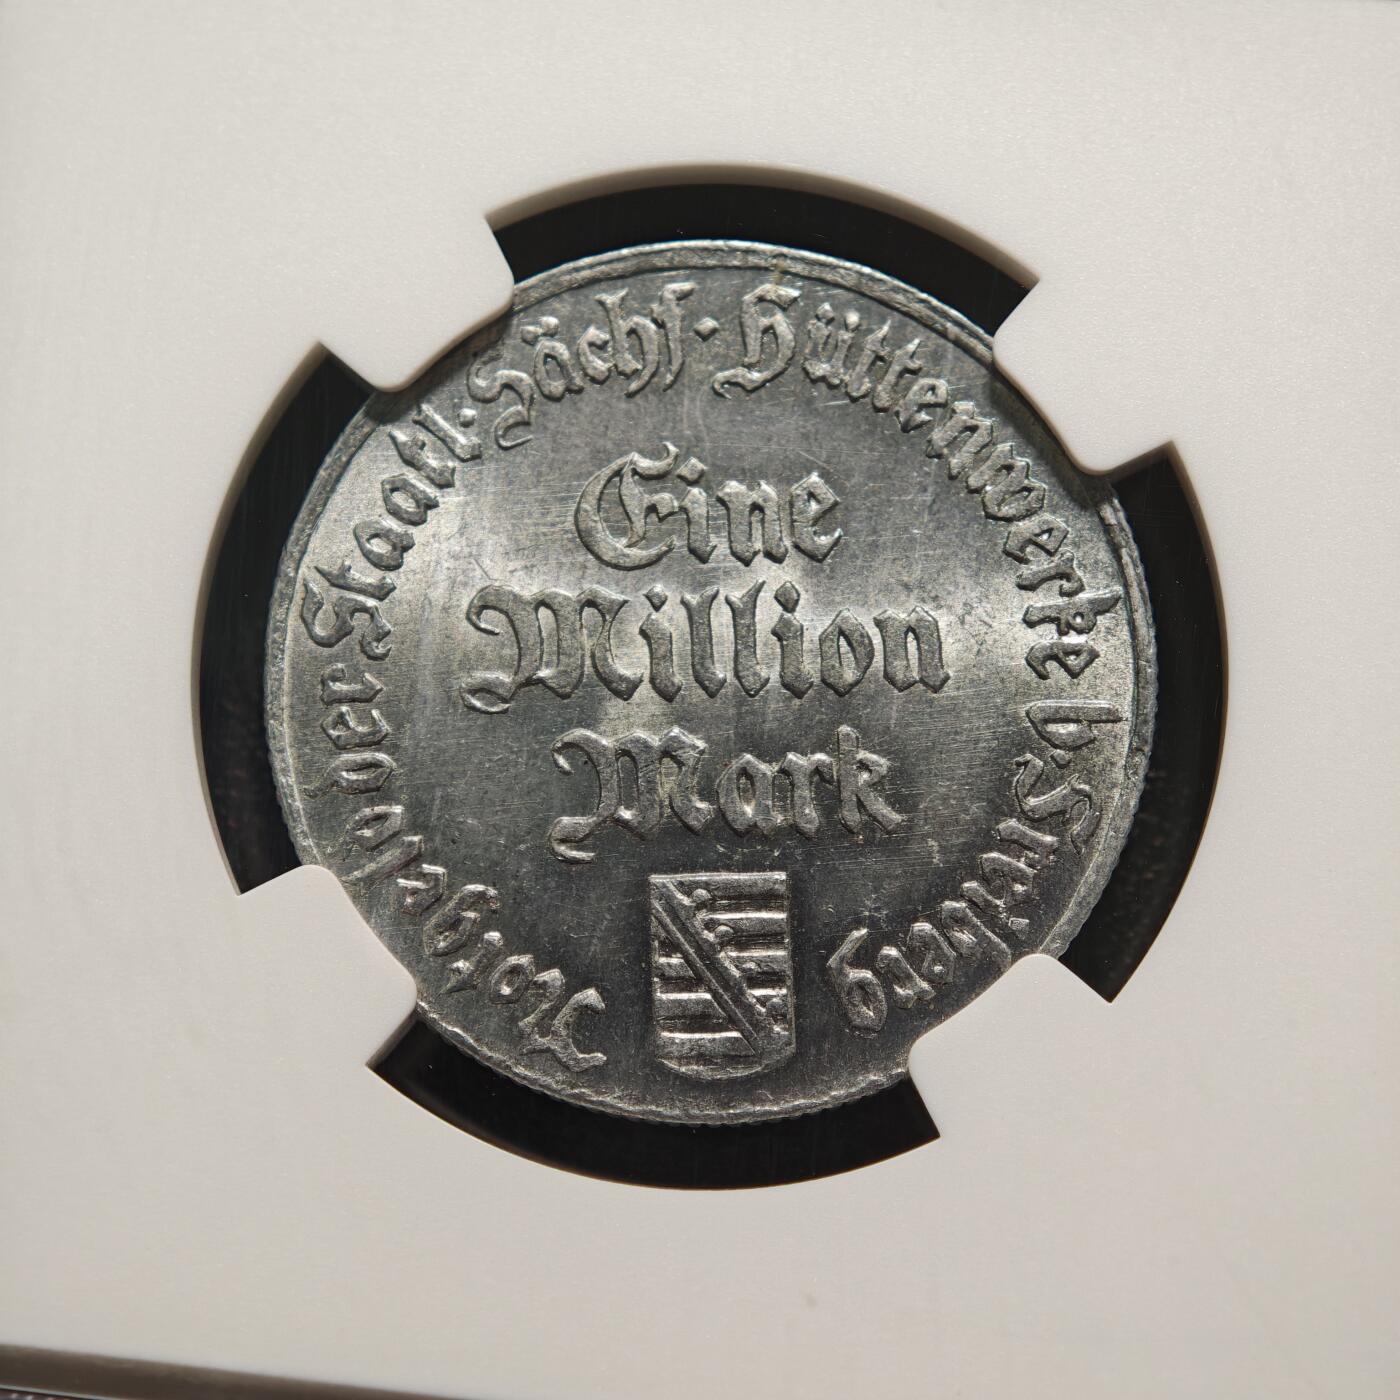 Notgeld der Staatl. Sächs. Hüttenwerke b. Freiberg
Eine
Million
Mark